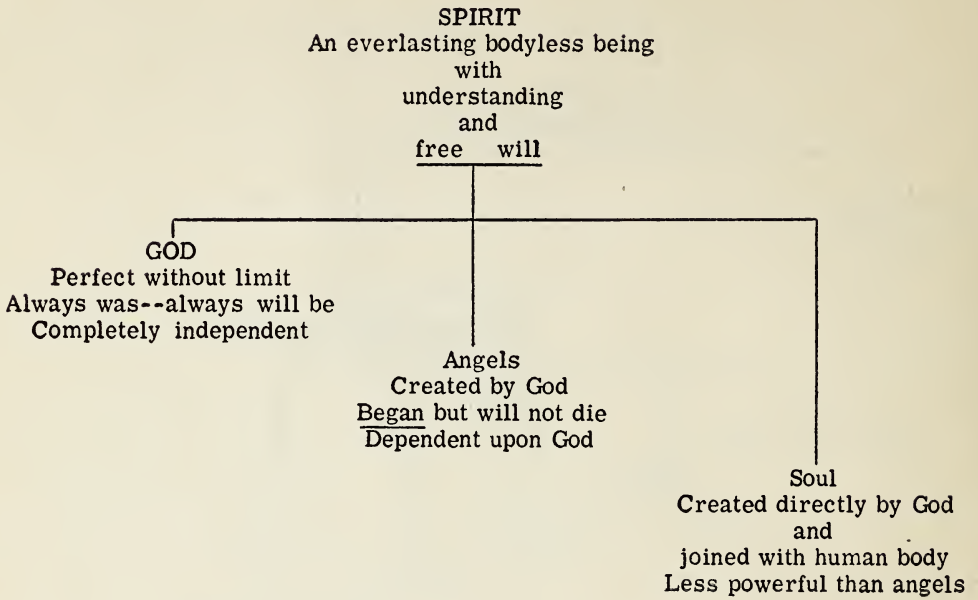 SPIRIT
An everlasting bodyless being
with
understanding
and
free will
GOD
Perfect without limit
Always was--always will be
Completely independent
Angels
Created by God
Began but will not die
Dependent upon God
Soul
Created directly by God
and
joined with human body
Less powerful than angels